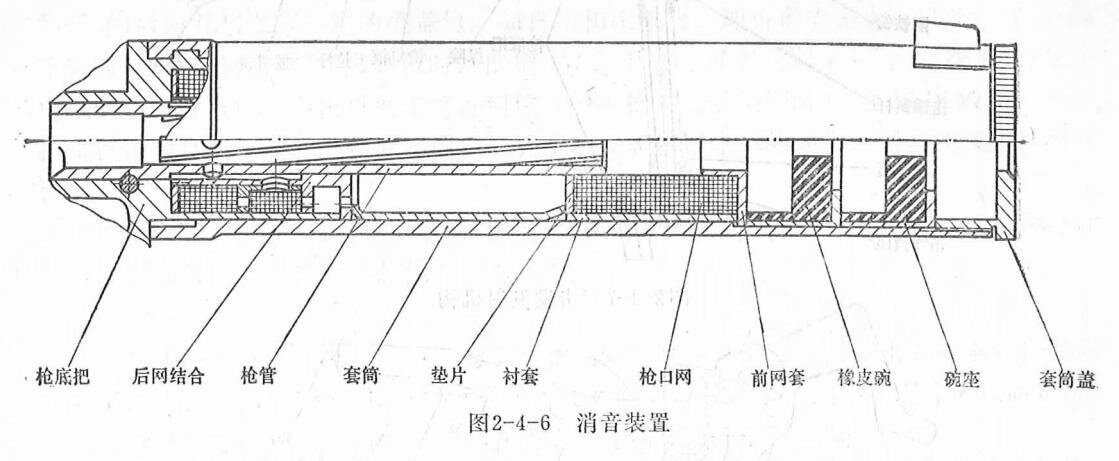 枪底把 后网结合 枪管 套筒 垫片 衬套 枪口网 前网套 橡皮碗 碗座 套筒盖
图2-4-6 消音装置